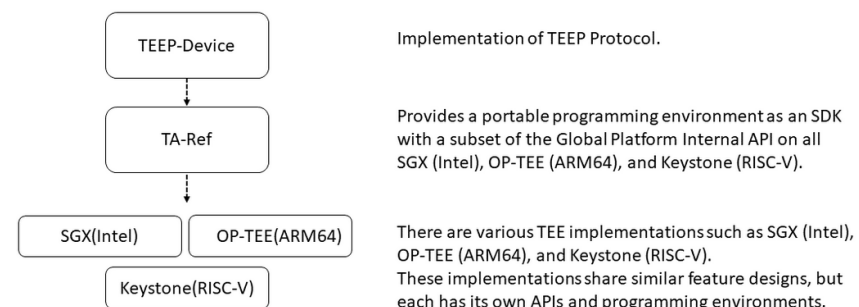 TEEP-Device
Implementation of TEEP Protocol.
TA-Ref
Provides a portable programming environment as an SDK
with a subset of the Global Platform Internal API on all
SGX (Intel), OP-TEE (ARM64), and Keystone (RISC-V).
SGX(Intel)
OP-TEE(ARM64)
Keystone(RISC-V)
There are various TEE implementations such as SGX (Intel),
OP-TEE (ARM64), and Keystone (RISC-V).
These implementations share similar feature designs, but
each has its own APIs and programming environments.